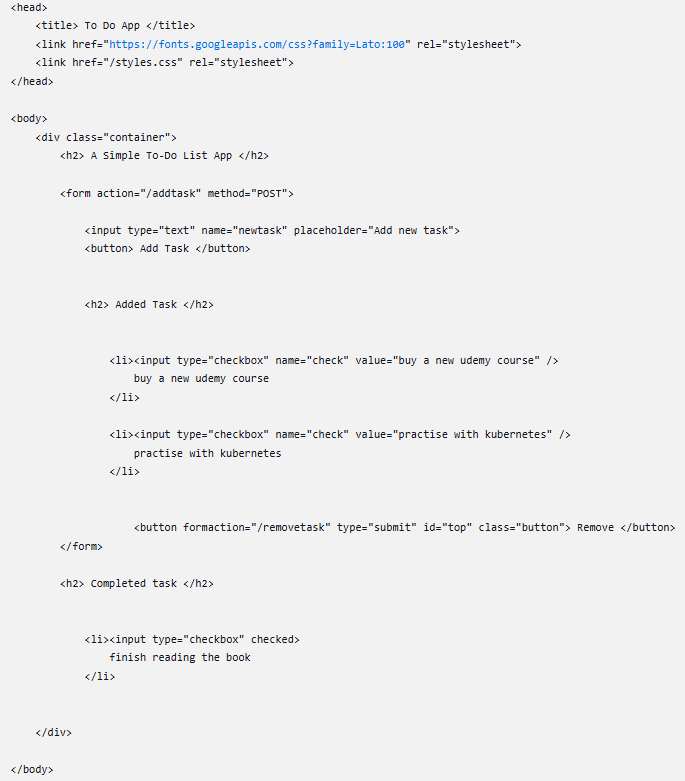 <head>
    <title> To Do App </title>
    <link href="https://fonts.googleapis.com/css?family=Lato:100" rel="stylesheet">
    <link href="/styles.css" rel="stylesheet">
</head>

<body>
    <div class="container">
        <h2> A Simple To-Do List App </h2>

        <form action="/addtask" method="POST">

            <input type="text" name="newtask" placeholder="Add new task">
            <button> Add Task </button>


            <h2> Added Task </h2>


                <li><input type="checkbox" name="check" value="buy a new udemy course" />
                    buy a new udemy course
                </li>

                <li><input type="checkbox" name="check" value="practise with kubernetes" />
                    practise with kubernetes
                </li>


                    <button formaction="/removetask" type="submit" id="top" class="button"> Remove </button>
        </form>

        <h2> Completed task </h2>


            <li><input type="checkbox" checked>
                finish reading the book
            </li>


    </div>

</body>